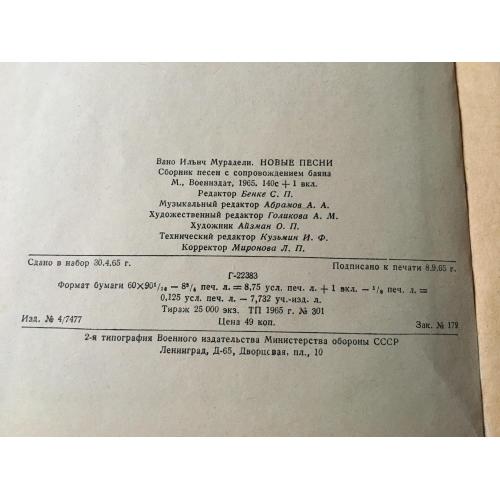 Вано Ильич Мурадели. НОВЫЕ ПЕСНИ
Сборник песен с сопровождением баяна
М., Воениздат, 1965. 140с + 1 вкл.
Редактор Бенке С. П.
Музыкальный редактор Абрамов А. А.
Художественный редактор Голикова А. М.
Художник Айзман О. П.
Технический редактор Кузьмин И. Ф.
Корректор Миронова Л. П.
Сдано в набор 30.4.65 г. Подписано к печати 8.9.65 г.
Г-22383
Формат бумаги 60×90¹/₁₆ – 8³/₄ печ. л. = 8,75 усл. печ. л. + 1 вкл. – ¹/₈ печ. л. =
0,125 усл. печ. л. – 7,732 уч.-изд. л.
Тираж 25 000 экз. ТП 1965 г. № 301
Изд. № 4/7477 Цена 49 коп. Зак. № 179
2-я типография Военного издательства Министерства обороны СССР
Ленинград, Д-65, Дворцовая. пл., 10